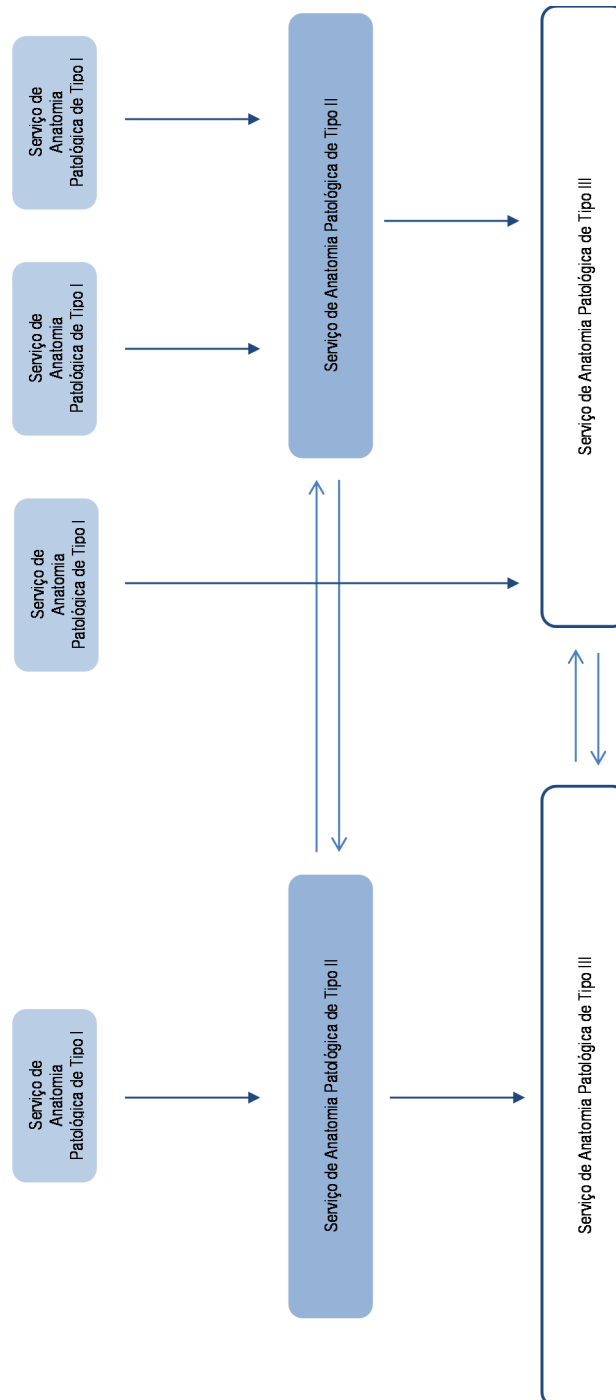 Serviço de
Anatomia
Patológica de Tipo I
Serviço de
Anatomia
Patológica de Tipo I
Serviço de
Anatomia
Patológica de Tipo I
Serviço de
Anatomia
Patológica de Tipo I
Serviço de Anatomia Patológica de Tipo II
Serviço de Anatomia Patológica de Tipo II
Serviço de Anatomia Patológica de Tipo III
Serviço de Anatomia Patológica de Tipo III